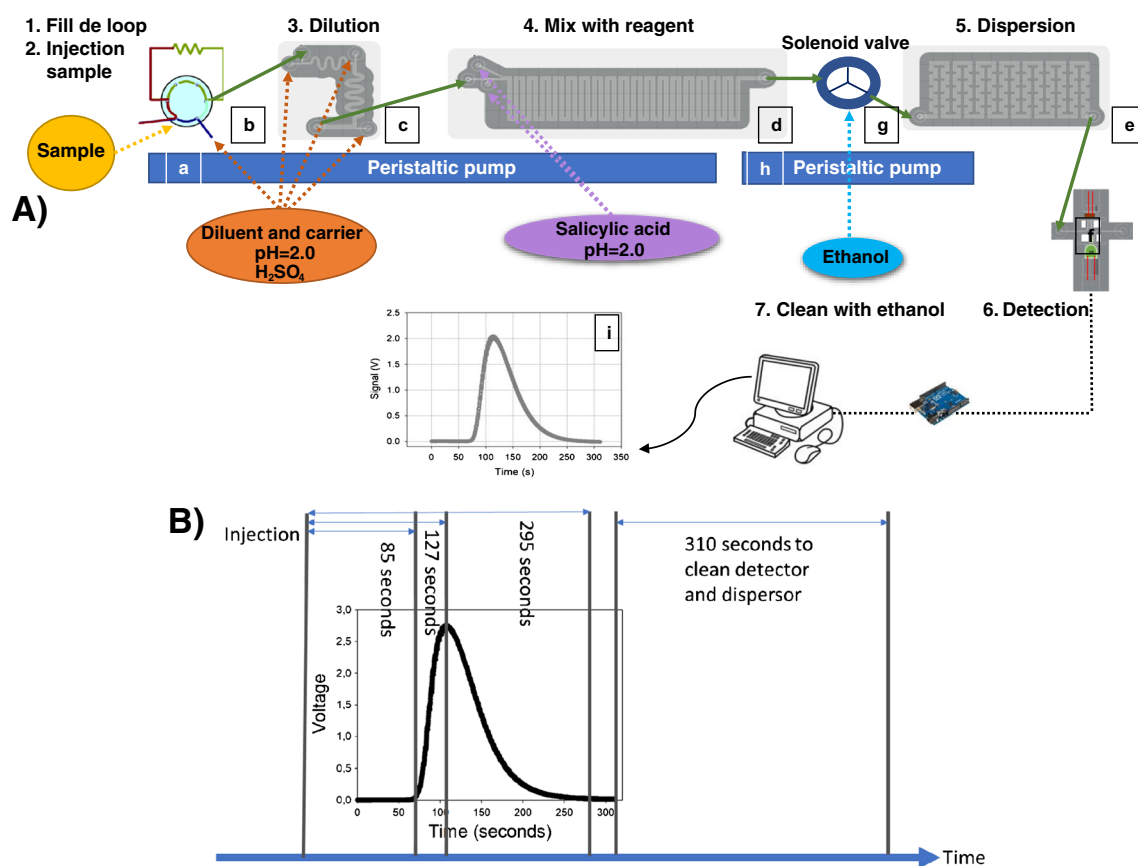 1. Fill de loop
2. Injection
sample
3. Dilution
4. Mix with reagent
Solenoid valve
5. Dispersion
b
c
d
g
e
Sample
a
Peristaltic pump
h
Peristaltic pump
A)
Diluent and carrier
pH=2.0
H₂SO₄
Salicylic acid
pH=2.0
Ethanol
f
7. Clean with ethanol
6. Detection
i
2.5
2.0
1.5
1.0
0.5
0.0
Signal (V)
0 50 100 150 200 250 300 350
Time (s)
B)
Injection
85 seconds
127 seconds
295 seconds
310 seconds to
clean detector
and dispersor
3,0
2,5
2,0
1,5
1,0
0,5
0,0
Voltage
0 50 100 150 200 250 300
Time (seconds)
Time